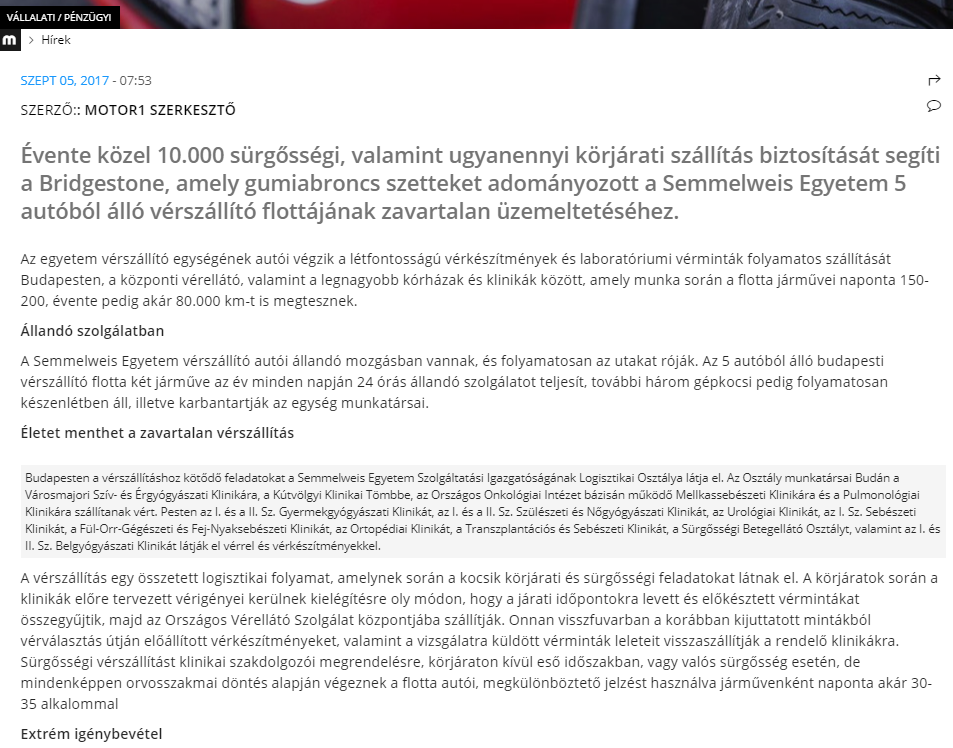 VÁLLALATI / PÉNZÜGYI
m > Hírek
SZEPT 05, 2017 - 07:53
SZERZŐ:: MOTOR1 SZERKESZTŐ
Évente közel 10.000 sürgősségi, valamint ugyanennyi körjárati szállítás biztosítását segíti
a Bridgestone, amely gumiabroncs szetteket adományozott a Semmelweis Egyetem 5
autóból álló vérszállító flottájának zavartalan üzemeltetéséhez.
Az egyetem vérszállító egységének autói végzik a létfontosságú vérkészítmények és laboratóriumi vérminták folyamatos szállítását
Budapesten, a központi vérellátó, valamint a legnagyobb kórházak és klinikák között, amely munka során a flotta járművei naponta 150-
200, évente pedig akár 80.000 km-t is megtesznek.
Állandó szolgálatban
A Semmelweis Egyetem vérszállító autói állandó mozgásban vannak, és folyamatosan az utakat róják. Az 5 autóból álló budapesti
vérszállító flotta két járműve az év minden napján 24 órás állandó szolgálatot teljesít, további három gépkocsi pedig folyamatosan
készenlétben áll, illetve karbantartják az egység munkatársai.
Életet menthet a zavartalan vérszállítás
Budapesten a vérszállításhoz kötődő feladatokat a Semmelweis Egyetem Szolgáltatási Igazgatóságának Logisztikai Osztálya látja el. Az Osztály munkatársai Budán a
Városmajori Szív- és Érgyógyászati Klinikára, a Kútvölgyi Klinikai Tömbbe, az Országos Onkológiai Intézet bázisán működő Mellkassebészeti Klinikára és a Pulmonológiai
Klinikára szállítanak vért. Pesten az I. és a II. Sz. Gyermekgyógyászati Klinikát, az I. és a II. Sz. Szülészeti és Nőgyógyászati Klinikát, az Urológiai Klinikát, az I. Sz. Sebészeti
Klinikát, a Fül-Orr-Gégészeti és Fej-Nyaksebészeti Klinikát, az Ortopédiai Klinikát, a Transzplantációs és Sebészeti Klinikát, a Sürgősségi Betegellátó Osztályt, valamint az I. és
II. Sz. Belgyógyászati Klinikát látják el vérrel és vérkészítményekkel.
A vérszállítás egy összetett logisztikai folyamat, amelynek során a kocsik körjárati és sürgősségi feladatokat látnak el. A körjáratok során a
klinikák előre tervezett vérigényei kerülnek kielégítésre oly módon, hogy a járati időpontokra levett és előkésztett vérmintákat
összegyűjtik, majd az Országos Vérellátó Szolgálat központjába szállítják. Onnan visszfuvarban a korábban kijuttatott mintákból
vérválasztás útján előállított vérkészítményeket, valamint a vizsgálatra küldött vérminták leleteit visszaszállítják a rendelő klinikákra.
Sürgősségi vérszállítást klinikai szakdolgozói megrendelésre, körjáraton kívül eső időszakban, vagy valós sürgősség esetén, de
mindenképpen orvosszakmai döntés alapján végeznek a flotta autói, megkülönböztető jelzést használva járművenként naponta akár 30-
35 alkalommal
Extrém igénybevétel